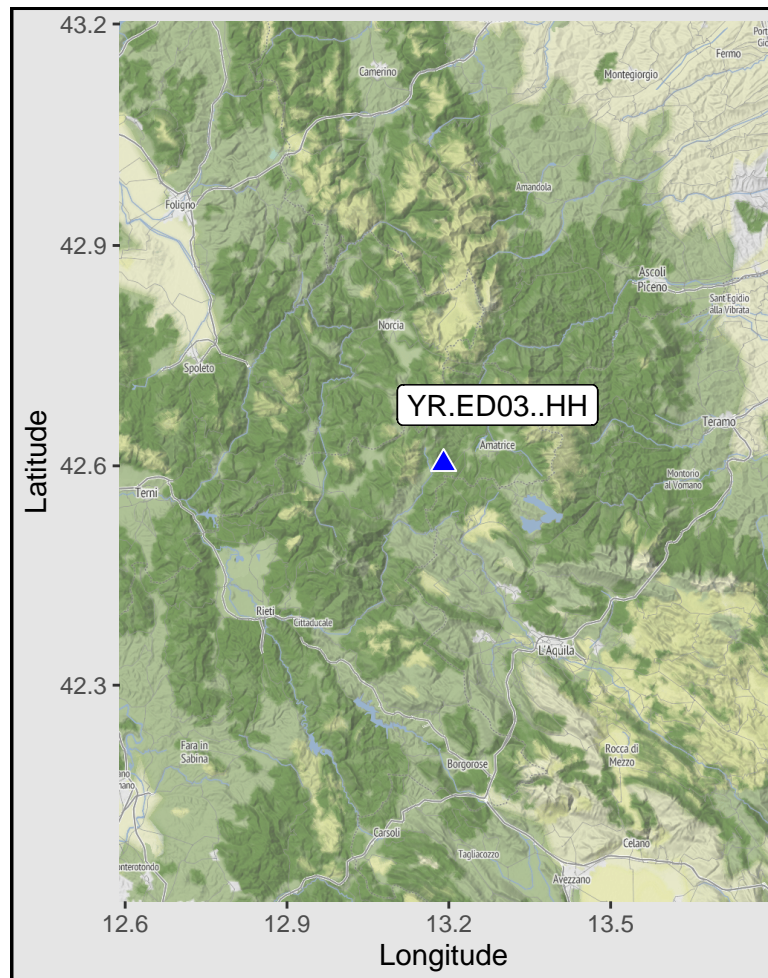 43.2
42.9
42.6
42.3
Latitude
12.6
12.9
13.2
13.5
Longitude
YR.ED03..HH
Camerino
Montegiorgio
Fermo
Foligno
Amandola
Ascoli
Piceno
Sant'Egidio
alla Vibrata
Norcia
Spoleto
Teramo
Amatrice
Montorio
al Vomano
Terni
Rieti
Cittaducale
L'Aquila
Fara in
Sabina
Rocca di
Mezzo
Borgorose
Carsoli
Tagliacozzo
Celano
Avezzano